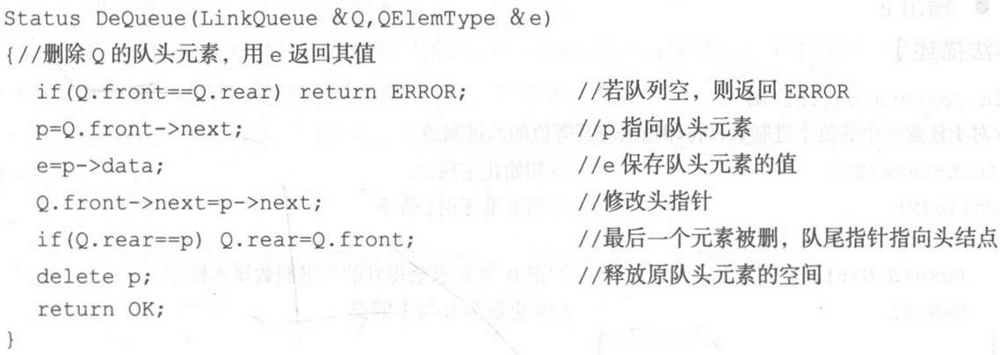 Status DeQueue(LinkQueue &Q,QElemType &e)
{//删除Q的队头元素，用e返回其值
if(Q.front==Q.rear) return ERROR; //若队列空，则返回ERROR
p=Q.front->next; //p指向队头元素
e=p->data; //e保存队头元素的值
Q.front->next=p->next; //修改头指针
if(Q.rear==p) Q.rear=Q.front; //最后一个元素被删，队尾指针指向头结点
delete p; //释放原队头元素的空间
return OK;
}